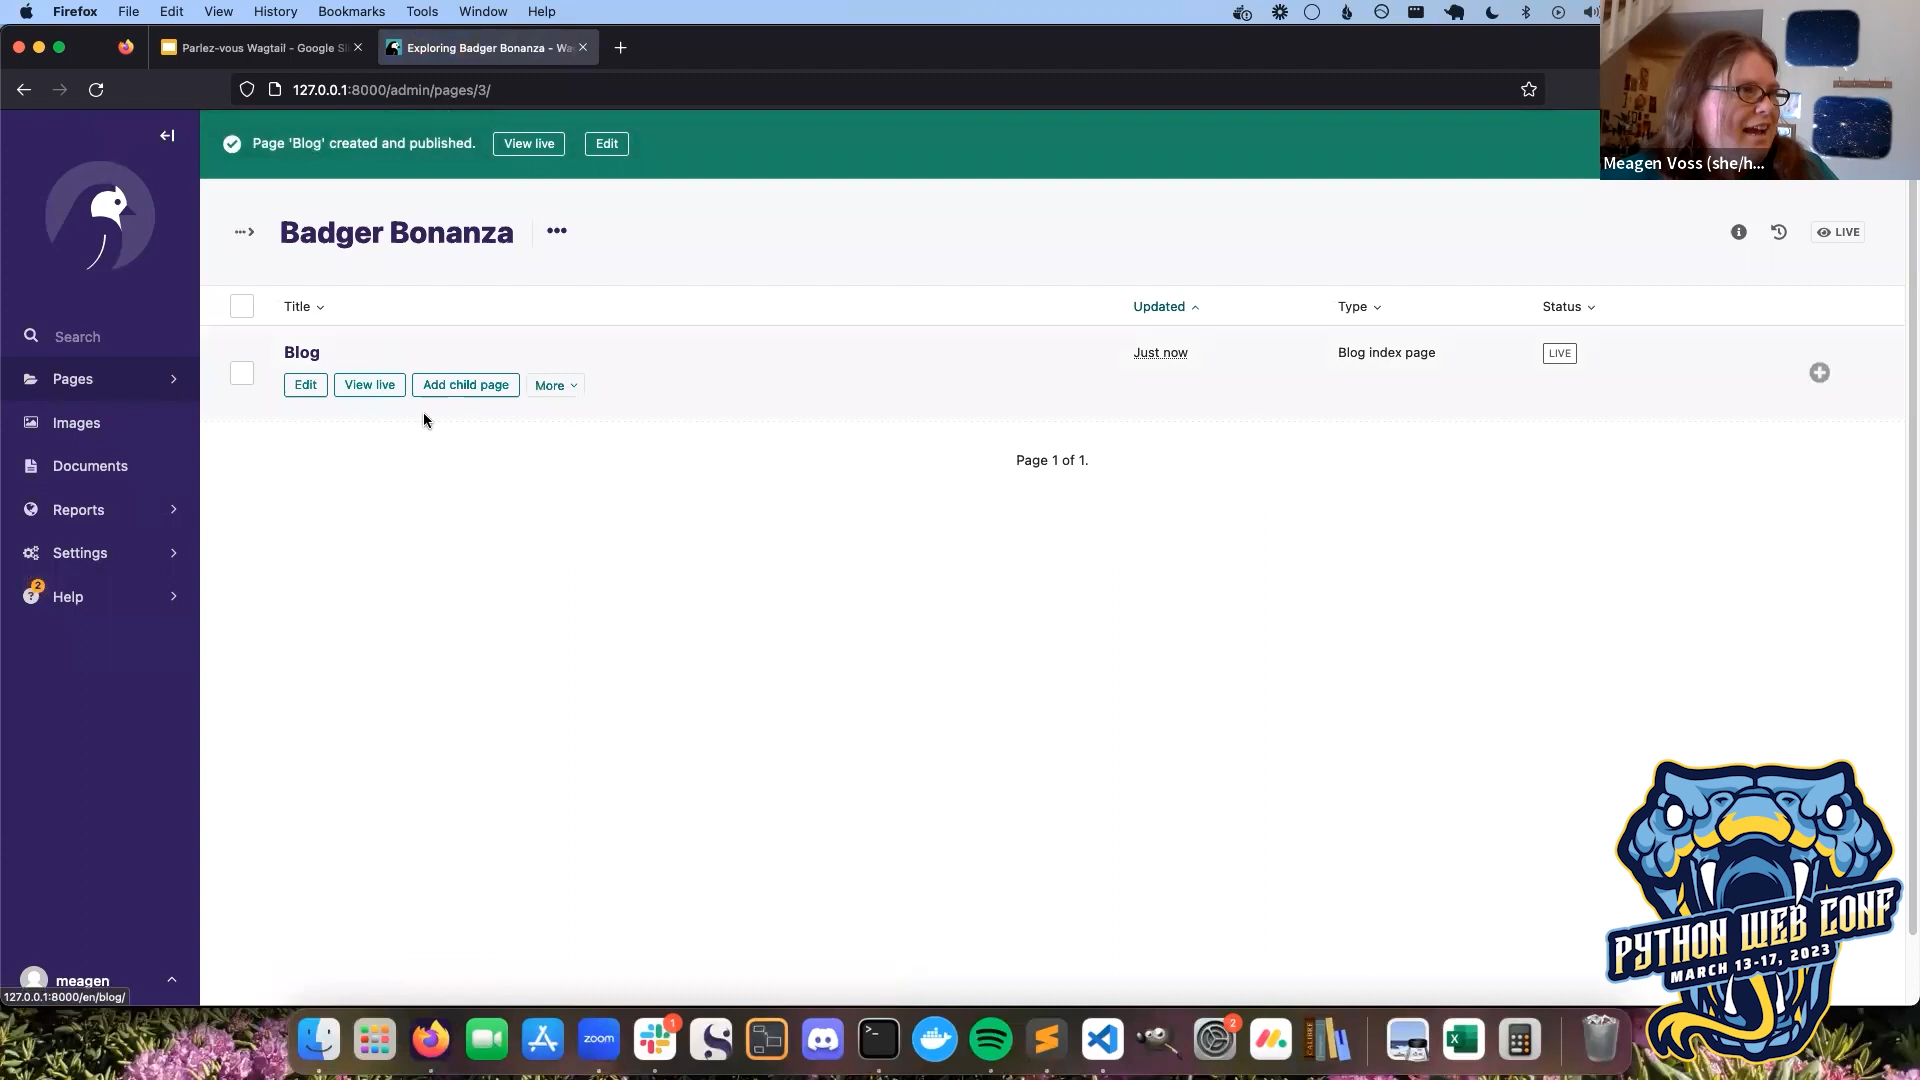 Firefox File Edit View History Bookmarks Tools Window Help
Parlez-vous Wagtail - Google Sl
Exploring Badger Bonanza - Wa
127.0.0.1:8000/admin/pages/3/
Meagen Voss (she/h...
Page 'Blog' created and published. View live Edit
Badger Bonanza
LIVE
Title Updated Type Status
Blog Just now Blog index page LIVE
Edit View live Add child page More
Page 1 of 1.
Search
Pages
Images
Documents
Reports
Settings
2
Help
meagen
127.0.0.1:8000/en/blog/
PYTHON WEB CONF
MARCH 13-17, 2023
zoom
1
2
CALIBRE